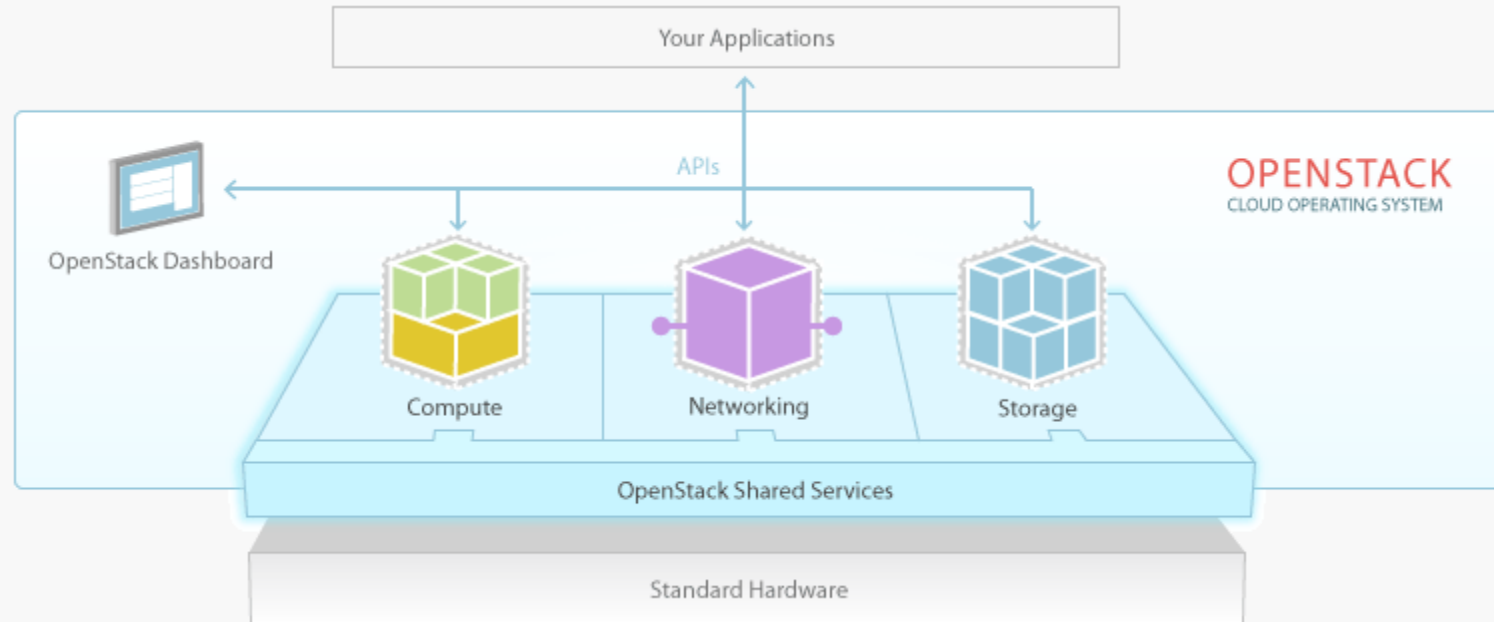 Your Applications
APIs
OPENSTACK
CLOUD OPERATING SYSTEM
OpenStack Dashboard
Compute
Networking
Storage
OpenStack Shared Services
Standard Hardware